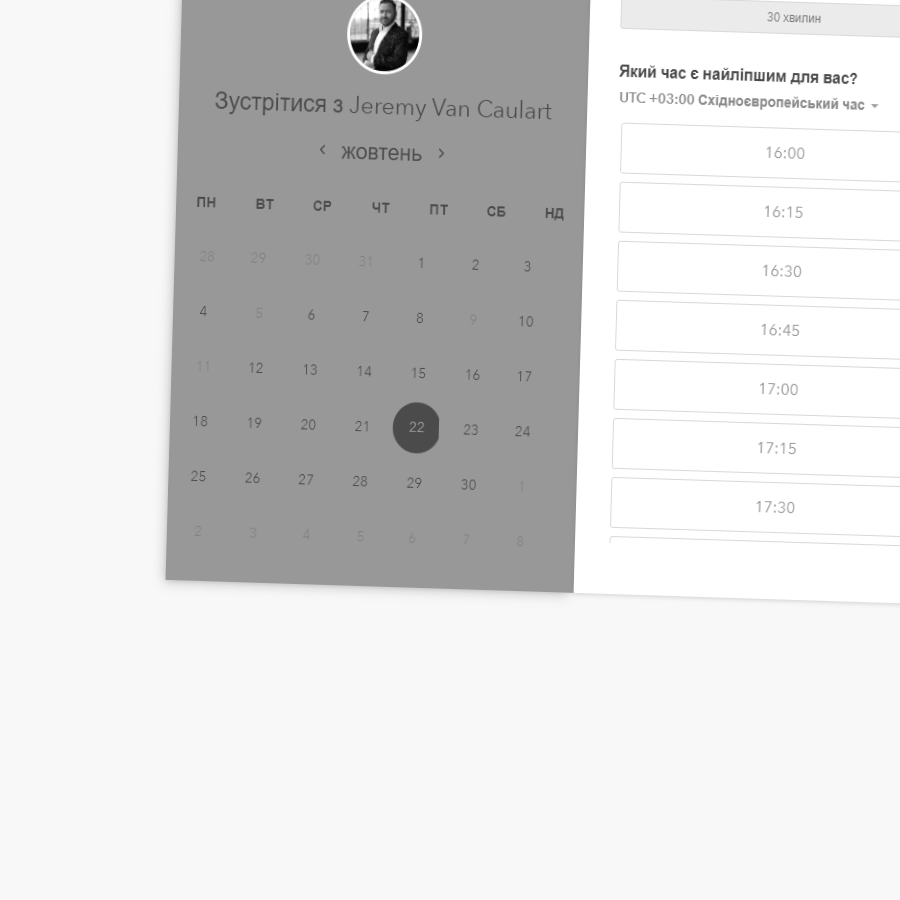 Зустрітися з Jeremy Van Caulart
жовтень
ПН ВТ СР ЧТ ПТ СБ НД
28 29 30 31 1 2 3
4 5 6 7 8 9 10
11 12 13 14 15 16 17
18 19 20 21 22 23 24
25 26 27 28 29 30 1
2 3 4 5 6 7 8
30 хвилин
Який час є найліпшим для вас?
UTC +03:00 Східноєвропейський час
16:00
16:15
16:30
16:45
17:00
17:15
17:30